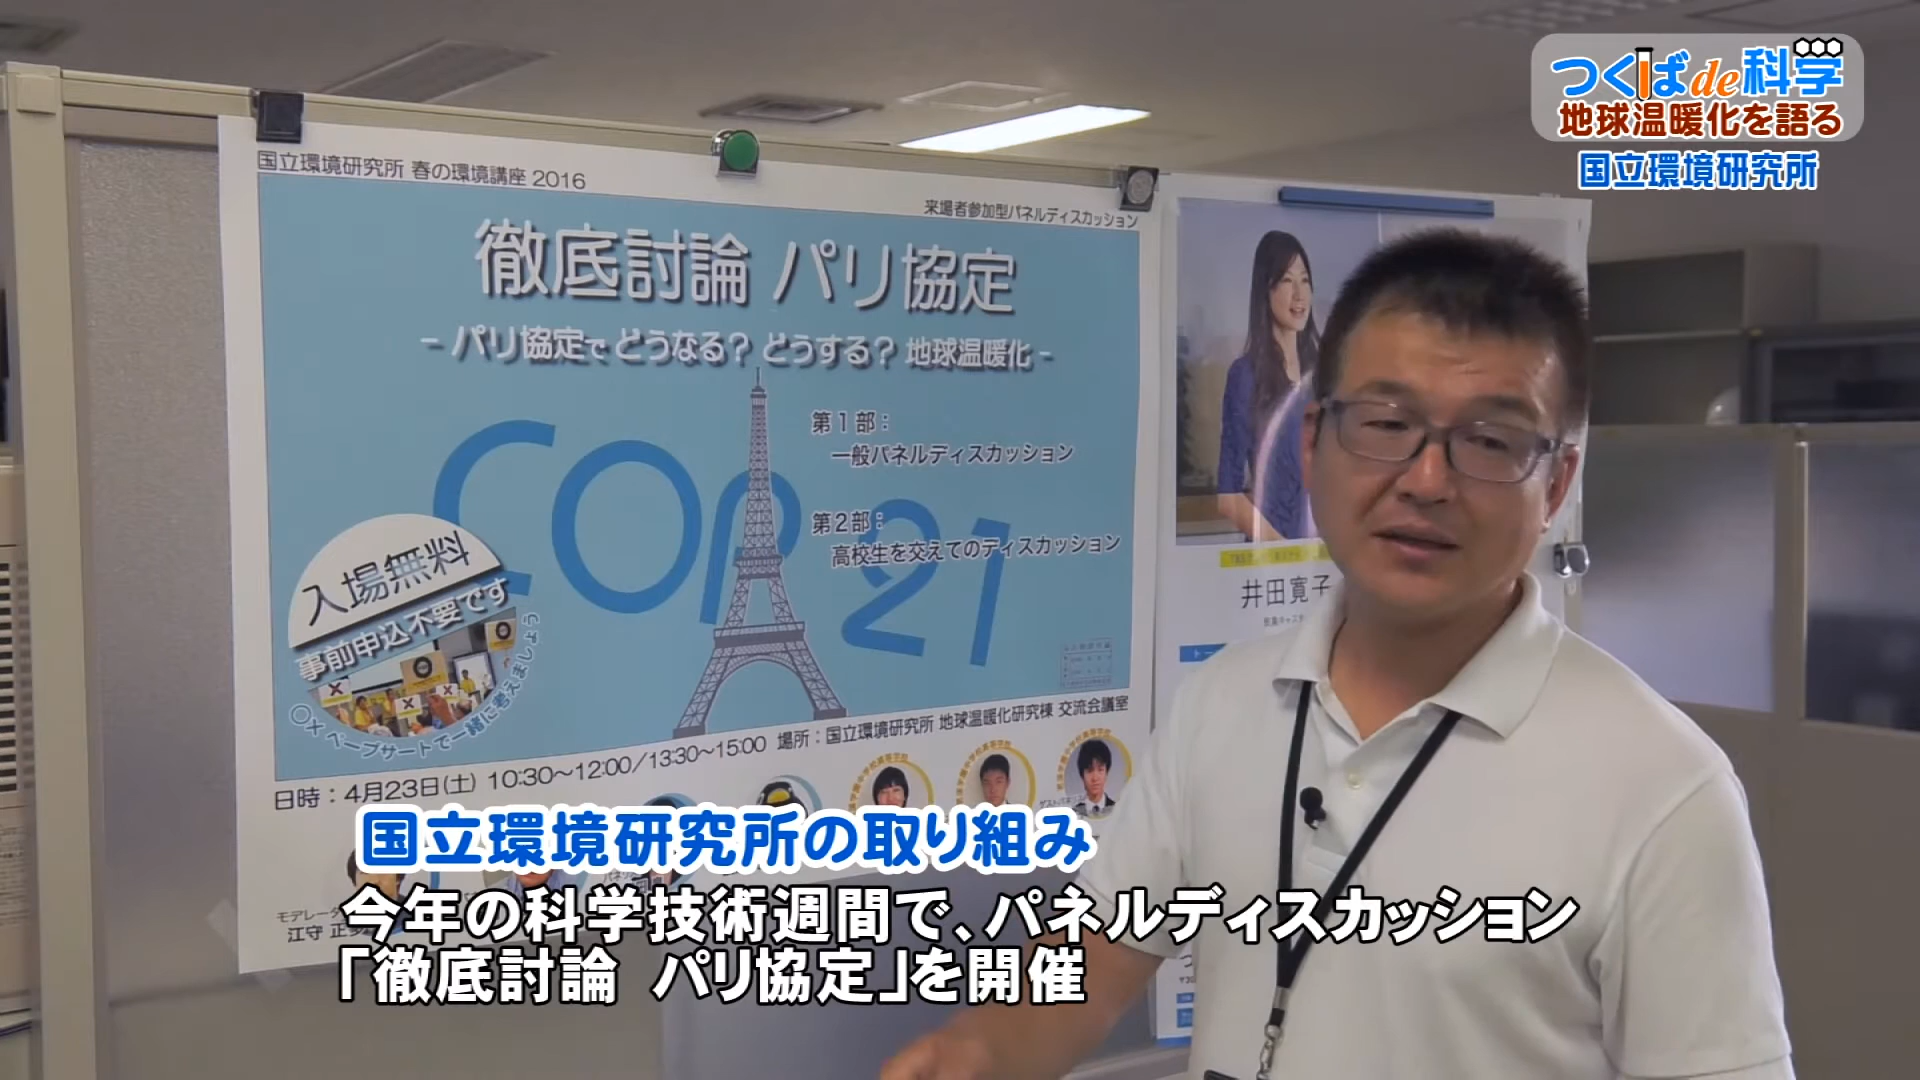 つくばde科学
地球温暖化を語る
国立環境研究所
国立環境研究所 春の環境講座 2016
来場者参加型パネルディスカッション
徹底討論 パリ協定
- パリ協定で どうなる? どうする? 地球温暖化 -
COP21
第1部:
一般パネルディスカッション
第2部:
高校生を交えてのディスカッション
入場無料
事前申込不要です
○×ペープサートで一緒に考えましょう
日時:4月23日(土) 10:30~12:00/13:30~15:00 場所:国立環境研究所 地球温暖化研究棟 交流会議室
モデレータ
江守 正多
井田寛子
国立環境研究所の取り組み
今年の科学技術週間で、パネルディスカッション
「徹底討論 パリ協定」を開催